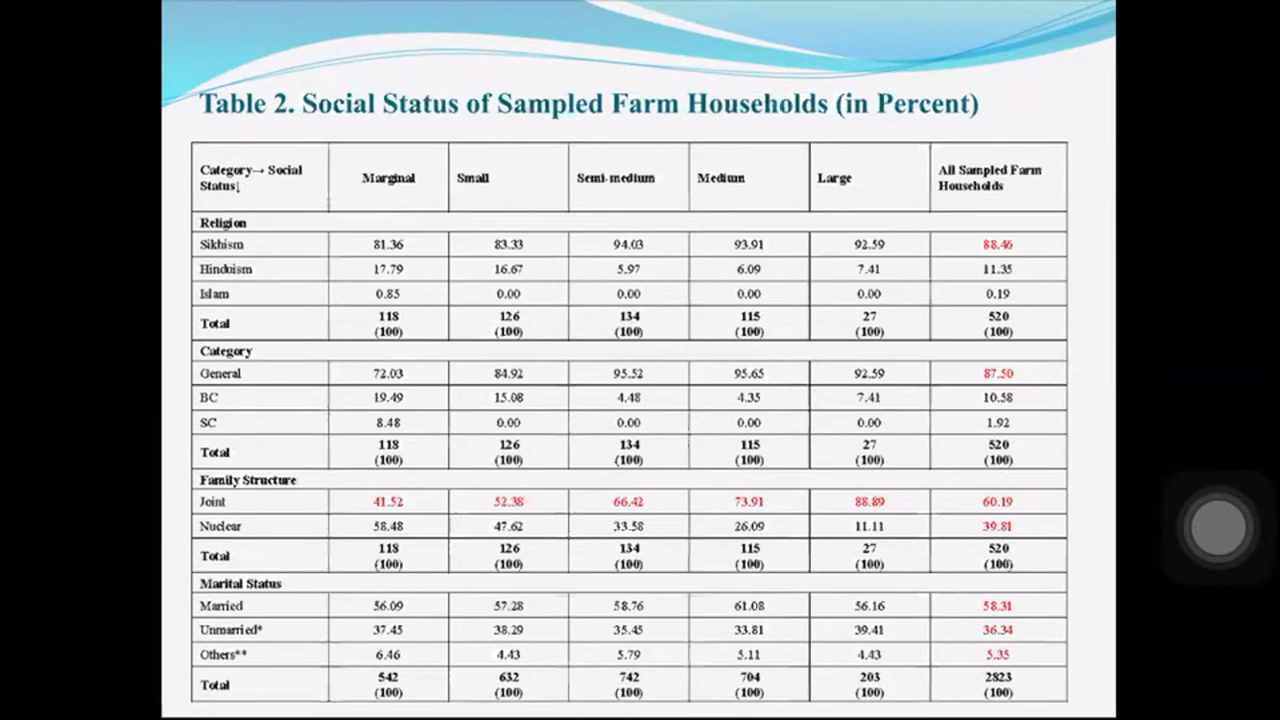 Table 2. Social Status of Sampled Farm Households (in Percent)
Category→ Social Status↓ Marginal Small Semi-medium Medium Large All Sampled Farm Households
Religion
Sikhism 81.36 83.33 94.03 93.91 92.59 88.46
Hinduism 17.79 16.67 5.97 6.09 7.41 11.35
Islam 0.85 0.00 0.00 0.00 0.00 0.19
Total 118 (100) 126 (100) 134 (100) 115 (100) 27 (100) 520 (100)
Category
General 72.03 84.92 95.52 95.65 92.59 87.50
BC 19.49 15.08 4.48 4.35 7.41 10.58
SC 8.48 0.00 0.00 0.00 0.00 1.92
Total 118 (100) 126 (100) 134 (100) 115 (100) 27 (100) 520 (100)
Family Structure
Joint 41.52 52.38 66.42 73.91 88.89 60.19
Nuclear 58.48 47.62 33.58 26.09 11.11 39.81
Total 118 (100) 126 (100) 134 (100) 115 (100) 27 (100) 520 (100)
Marital Status
Married 56.09 57.28 58.76 61.08 56.16 58.31
Unmarried* 37.45 38.29 35.45 33.81 39.41 36.34
Others** 6.46 4.43 5.79 5.11 4.43 5.35
Total 542 (100) 632 (100) 742 (100) 704 (100) 203 (100) 2823 (100)